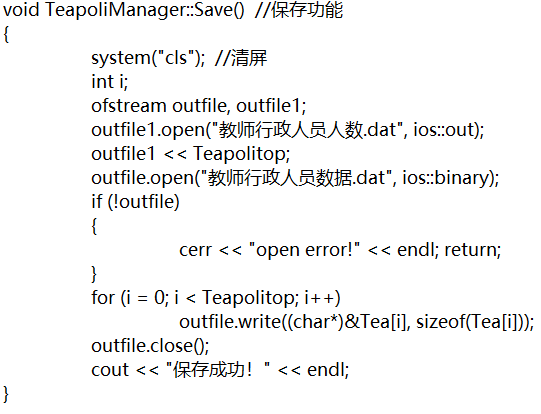 void TeapoliManager::Save()  //保存功能
{
system("cls");  //清屏
int i;
ofstream outfile, outfile1;
outfile1.open("教师行政人员人数.dat", ios::out);
outfile1 << Teapolitop;
outfile.open("教师行政人员数据.dat", ios::binary);
if (!outfile)
{
cerr << "open error!" << endl; return;
}
for (i = 0; i < Teapolitop; i++)
outfile.write((char*)&Tea[i], sizeof(Tea[i]));
outfile.close();
cout << "保存成功！" << endl;
}